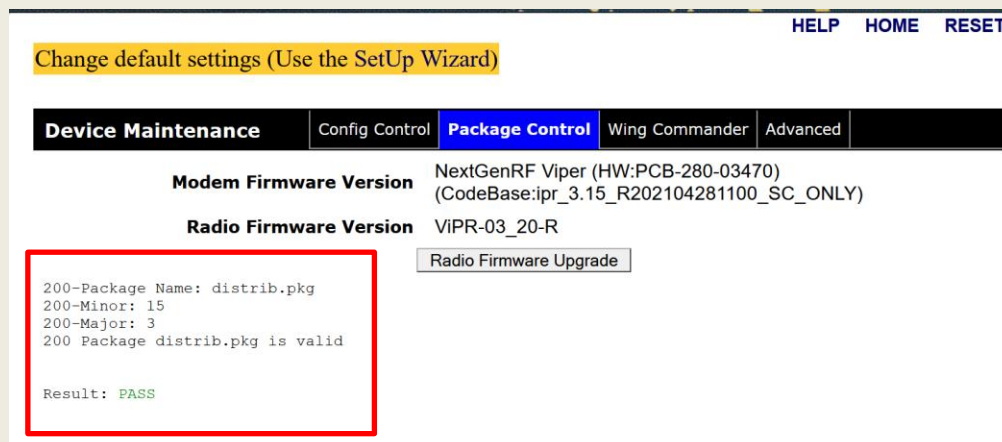 HELP HOME RESET
Change default settings (Use the SetUp Wizard)
Device Maintenance Config Control Package Control Wing Commander Advanced
Modem Firmware Version NextGenRF Viper (HW:PCB-280-03470)
(CodeBase:ipr_3.15_R202104281100_SC_ONLY)
Radio Firmware Version ViPR-03_20-R
Radio Firmware Upgrade
200-Package Name: distrib.pkg
200-Minor: 15
200-Major: 3
200 Package distrib.pkg is valid
Result: PASS